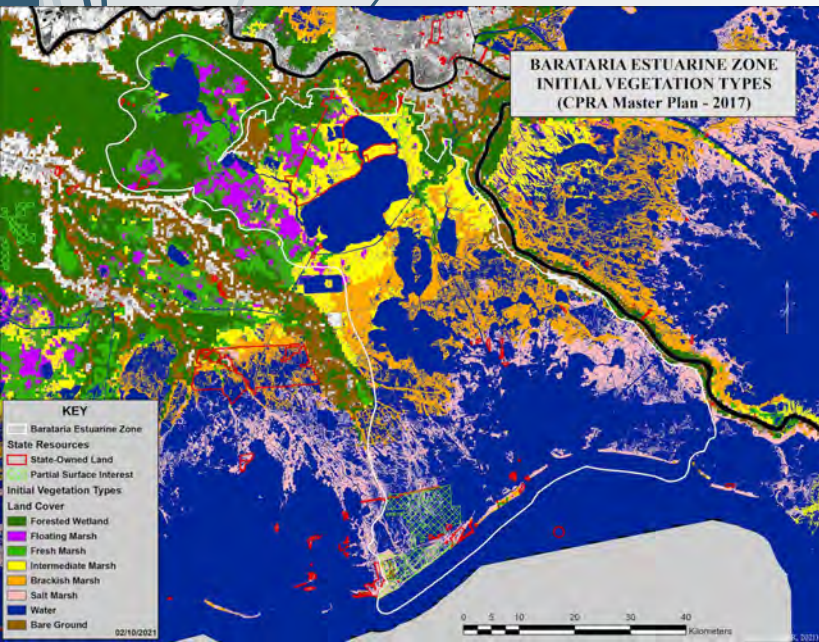 BARATARIA ESTUARINE ZONE
INITIAL VEGETATION TYPES
(CPRA Master Plan - 2017)
KEY
Barataria Estuarine Zone
State Resources
State-Owned Land
Partial Surface Interest
Initial Vegetation Types
Land Cover
Forested Wetland
Floating Marsh
Fresh Marsh
Intermediate Marsh
Brackish Marsh
Salt Marsh
Water
Bare Ground
02/10/2021
0 5 10 20 30 40
Kilometers
2021)